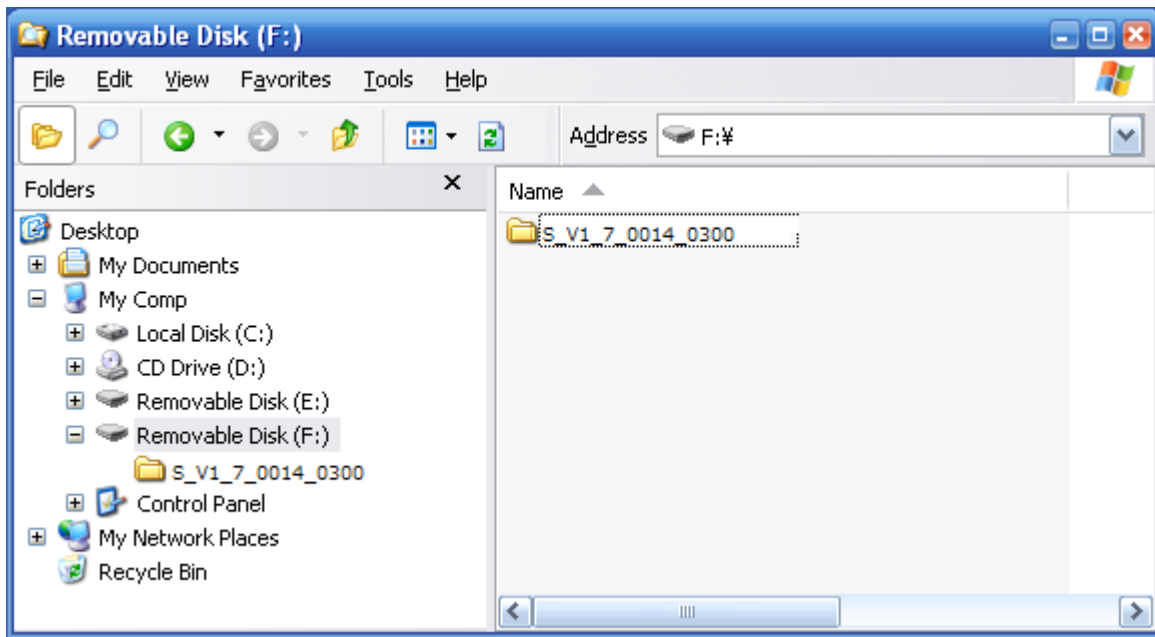 Removable Disk (F:)
File Edit View Favorites Tools Help
Address F:¥
Folders
Name
Desktop
My Documents
My Comp
Local Disk (C:)
CD Drive (D:)
Removable Disk (E:)
Removable Disk (F:)
S_V1_7_0014_0300
Control Panel
My Network Places
Recycle Bin
S_V1_7_0014_0300